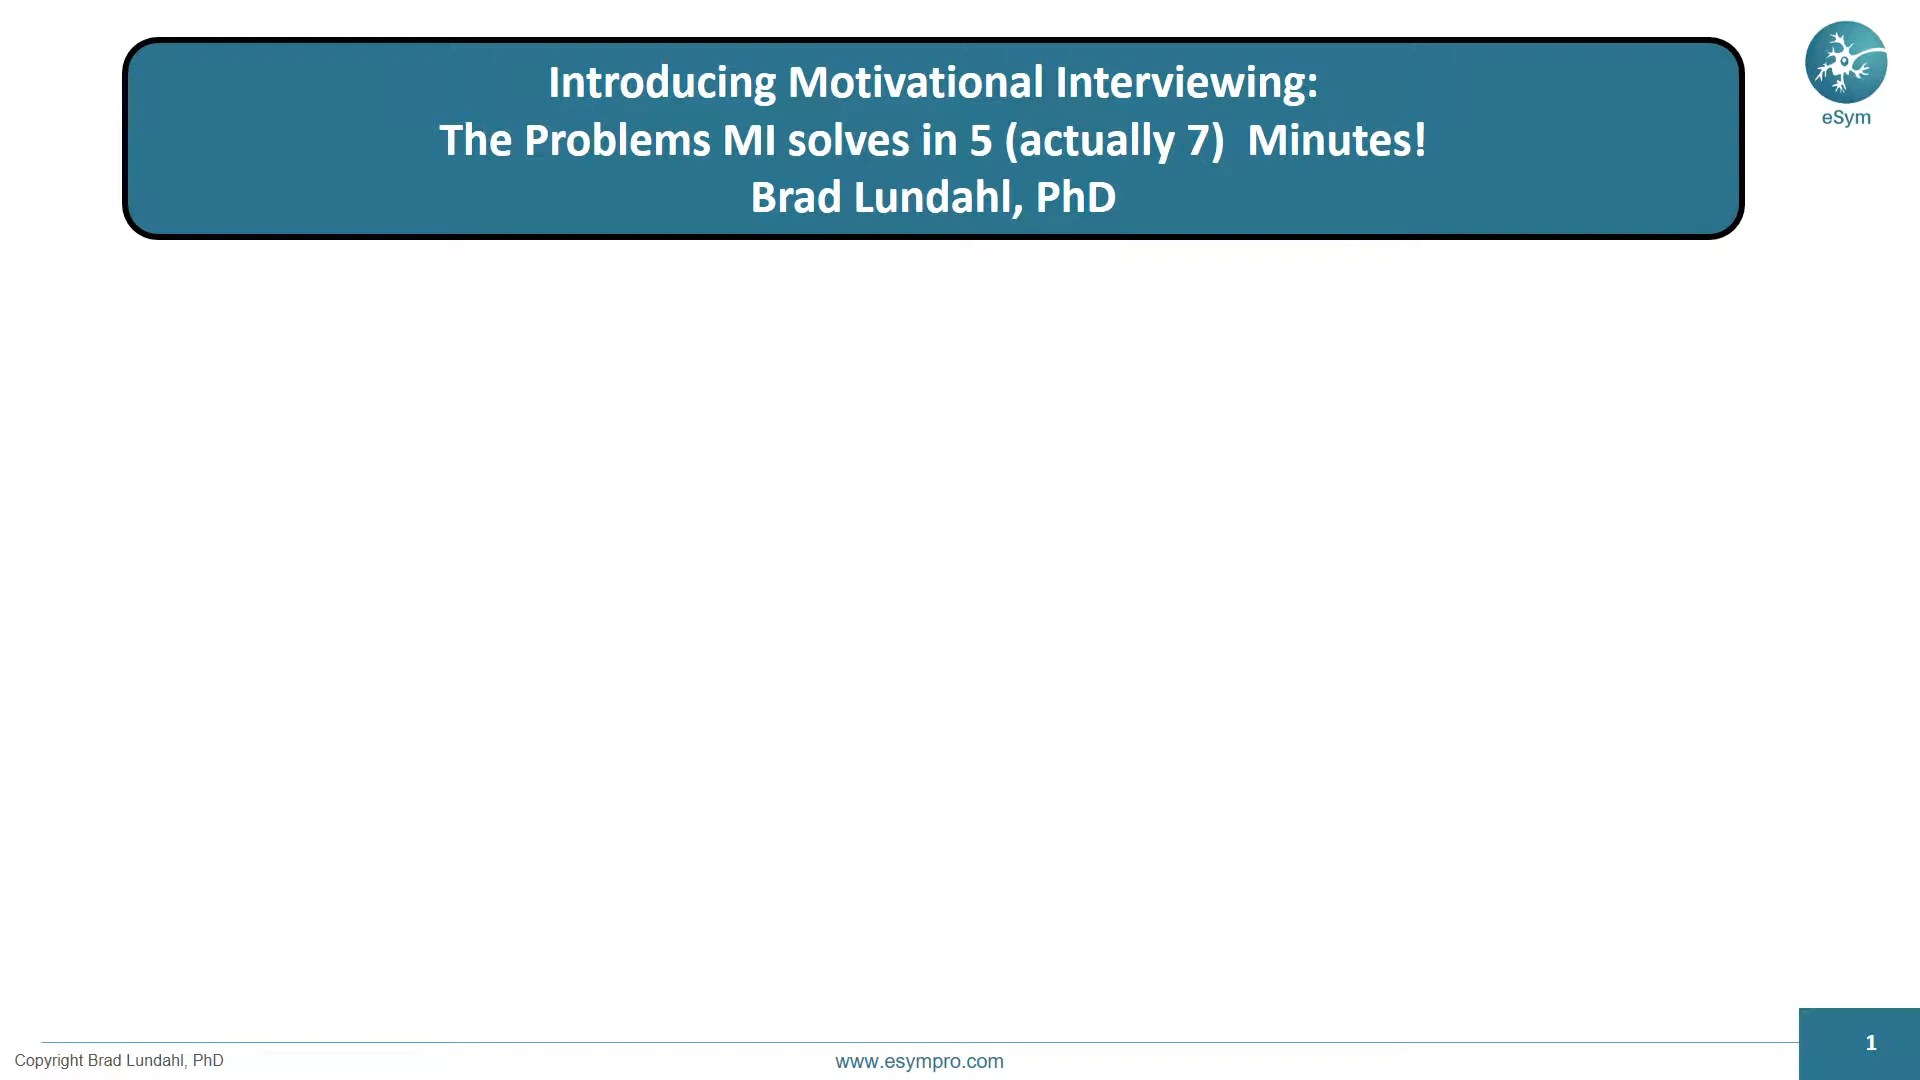 Introducing Motivational Interviewing:
The Problems MI solves in 5 (actually 7)  Minutes!
Brad Lundahl, PhD
eSym
Copyright Brad Lundahl, PhD
www.esympro.com
1